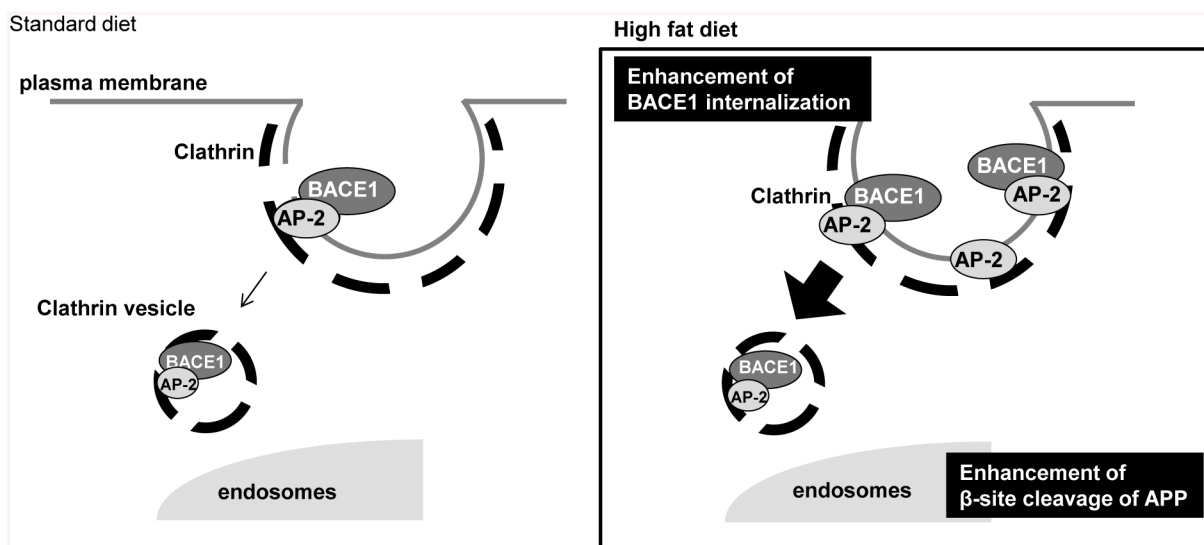 Standard diet
plasma membrane
Clathrin
BACE1
AP-2
Clathrin vesicle
BACE1
AP-2
endosomes
High fat diet
Enhancement of
BACE1 internalization
BACE1
AP-2
Clathrin
BACE1
AP-2
AP-2
BACE1
AP-2
endosomes
Enhancement of
β-site cleavage of APP